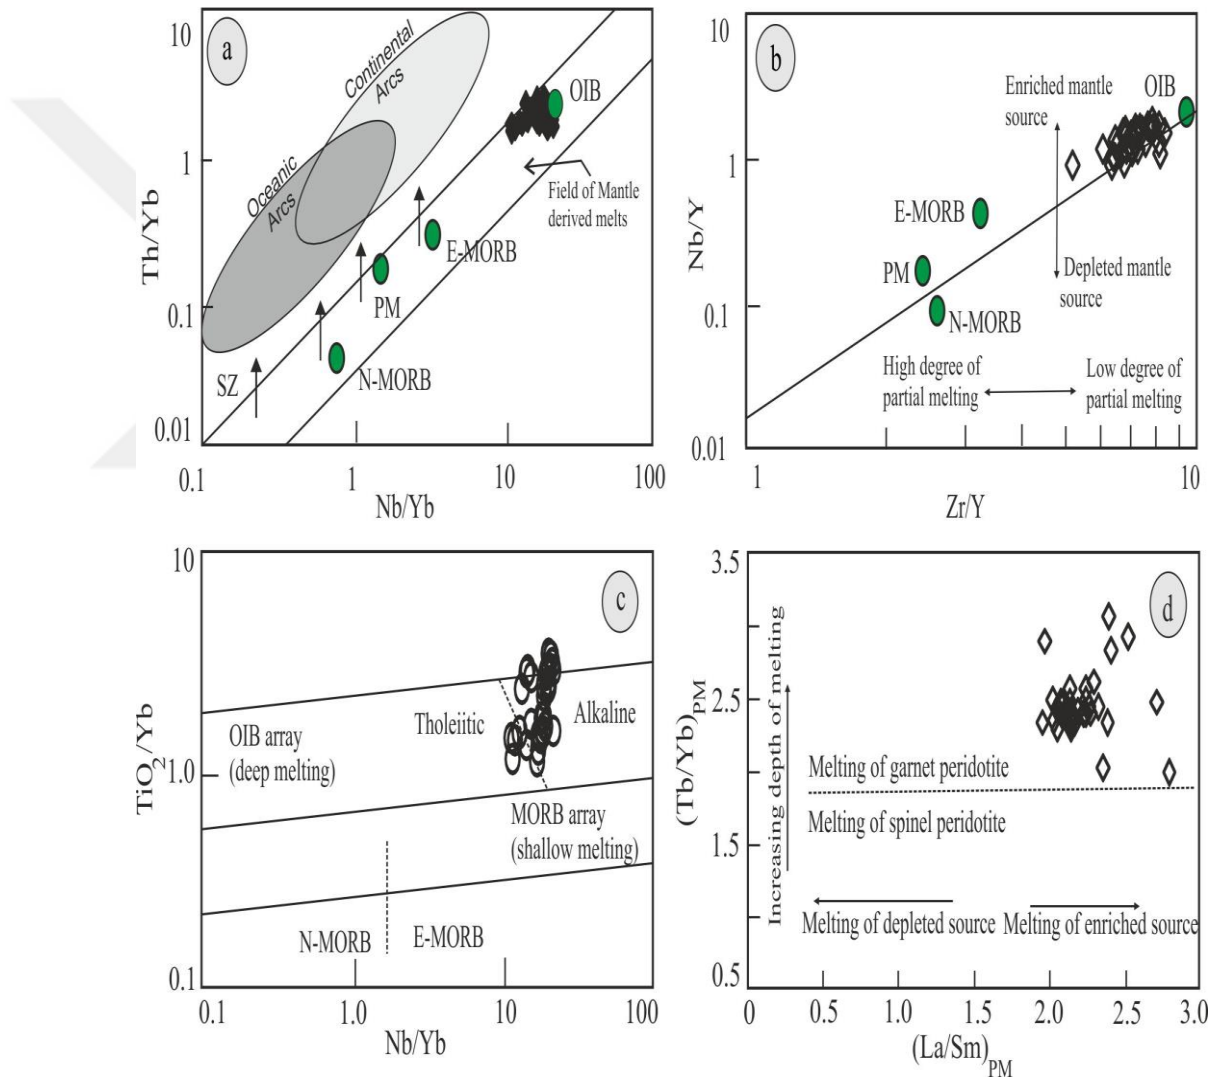 a
10
1
0.1
0.01
Th/Yb
Continental
Arcs
Oceanic
Arcs
OIB
Field of Mantle
derived melts
E-MORB
PM
N-MORB
SZ
0.1
1
10
100
Nb/Yb
b
10
1
0.1
0.01
Nb/Y
Enriched mantle
source
OIB
E-MORB
PM
Depleted mantle
source
N-MORB
High degree of
partial melting
Low degree of
partial melting
1
10
Zr/Y
c
10
1.0
0.1
TiO2/Yb
Tholeiitic
Alkaline
OIB array
(deep melting)
MORB array
(shallow melting)
N-MORB
E-MORB
0.1
1.0
10
100
Nb/Yb
d
3.5
2.5
1.5
0.5
(Tb/Yb)PM
Increasing depth of melting
Melting of garnet peridotite
Melting of spinel peridotite
Melting of depleted source
Melting of enriched source
0
0.5
1.0
1.5
2.0
2.5
3.0
(La/Sm)PM